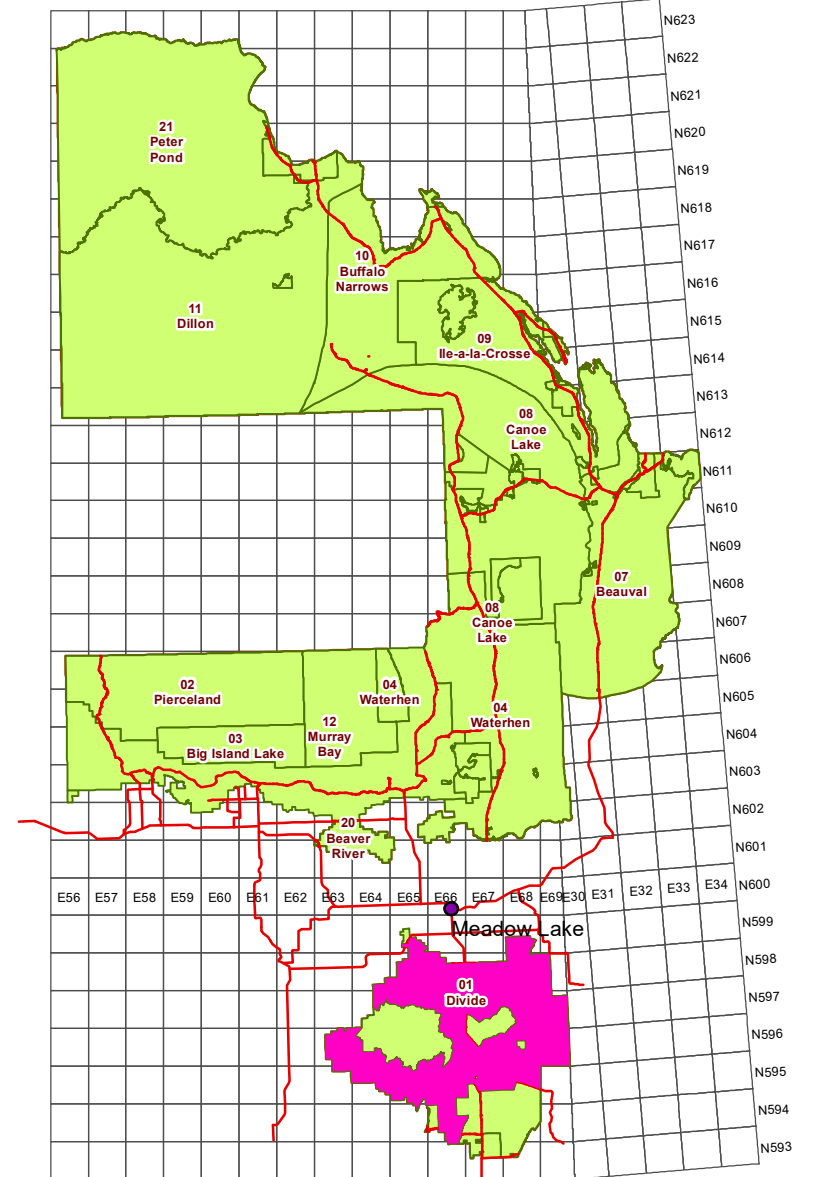 N623
N622
N621
N620
21
Peter
Pond
N619
N618
N617
10
Buffalo
Narrows
N616
11
Dillon
N615
09
Ile-a-la-Crosse
N614
N613
08
Canoe
Lake
N612
N611
N610
N609
07
Beauval
N608
08
Canoe
Lake
N607
N606
02
Pierceland
04
Waterhen
N605
04
Waterhen
12
Murray
Bay
03
Big Island Lake
N604
N603
N602
20
Beaver
River
N601
E56 E57 E58 E59 E60 E61 E62 E63 E64 E65 E66 E67 E68 E69 E30 E31 E32 E33 E34 N600
N599
Meadow Lake
N598
01
Divide
N597
N596
N595
N594
N593